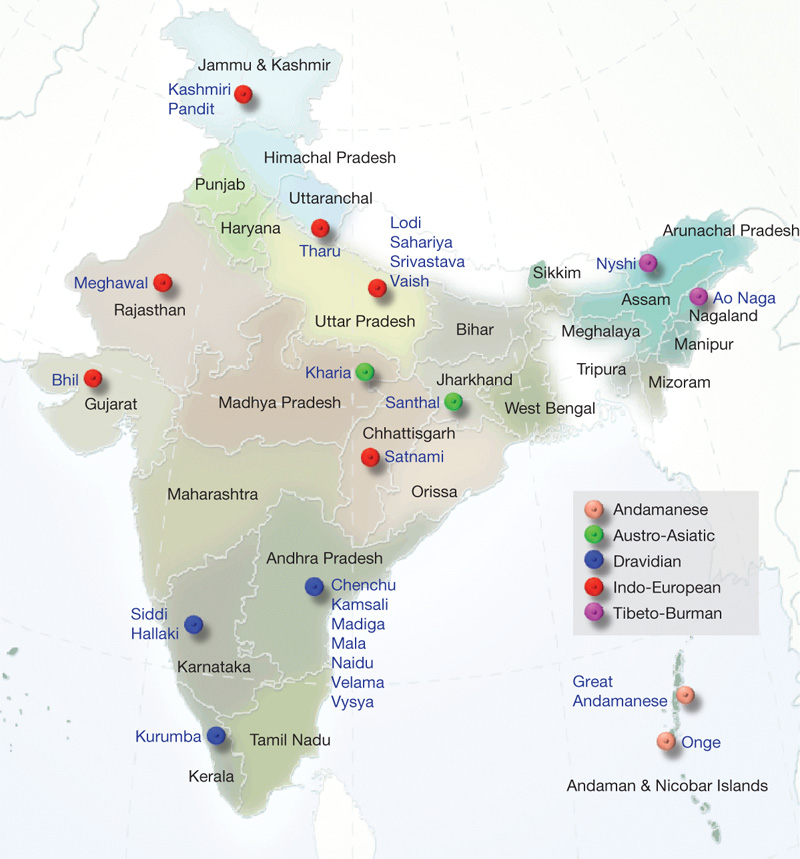 Jammu & Kashmir
Kashmiri
Pandit
Himachal Pradesh
Punjab
Uttaranchal
Haryana
Tharu
Lodi
Sahariya
Srivastava
Vaish
Arunachal Pradesh
Nyshi
Sikkim
Meghawal
Rajasthan
Uttar Pradesh
Bihar
Assam
Ao Naga
Nagaland
Meghalaya
Manipur
Tripura
Mizoram
Bhil
Gujarat
Kharia
Jharkhand
Madhya Pradesh
Santhal
West Bengal
Chhattisgarh
Satnami
Maharashtra
Orissa
Andhra Pradesh
Chenchu
Kamsali
Madiga
Mala
Naidu
Velama
Vysya
Siddi
Hallaki
Karnataka
Kurumba
Tamil Nadu
Kerala
Andamanese
Austro-Asiatic
Dravidian
Indo-European
Tibeto-Burman
Great
Andamanese
Onge
Andaman & Nicobar Islands